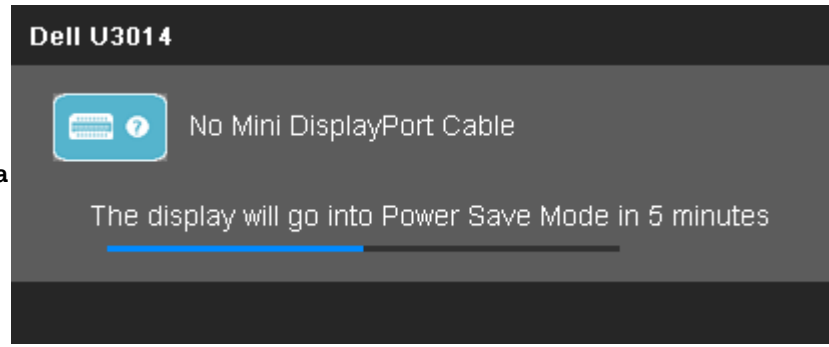 Dell U3014
?
No Mini DisplayPort Cable
a
The display will go into Power Save Mode in 5 minutes